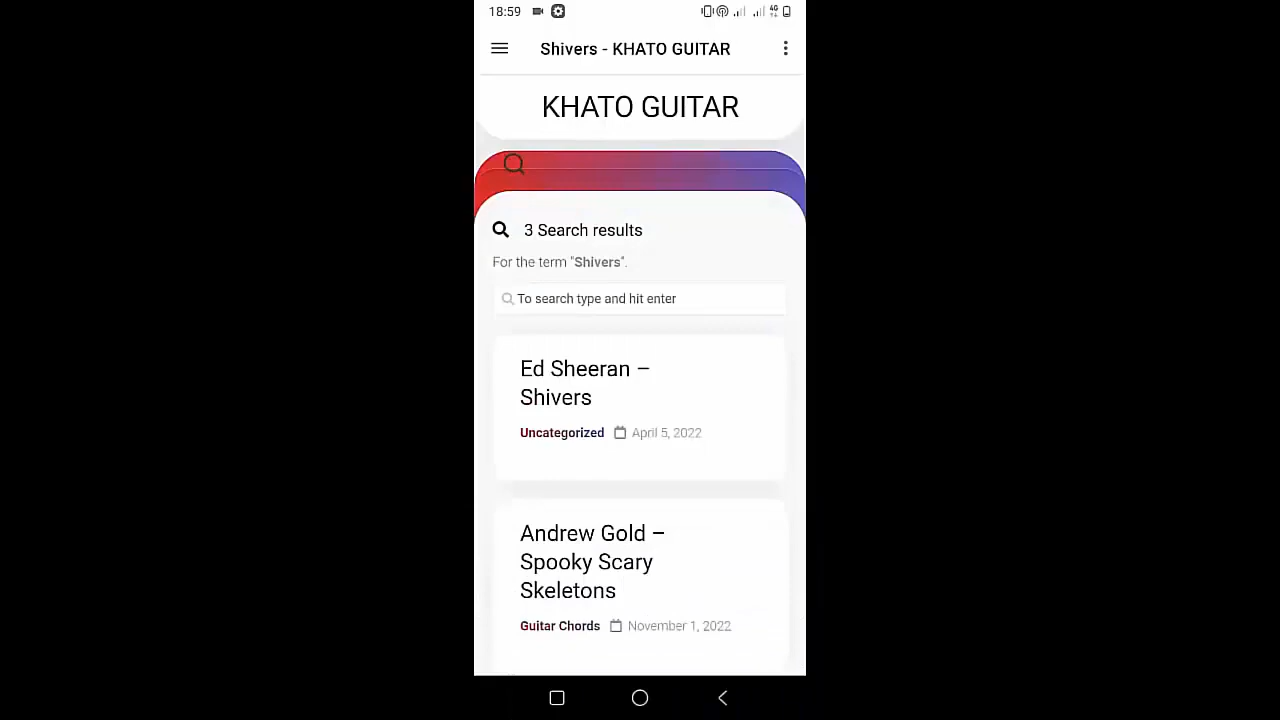 18:59
4G
Shivers - KHATO GUITAR
KHATO GUITAR
3 Search results
For the term "Shivers".
To search type and hit enter
Ed Sheeran –
Shivers
Uncategorized April 5, 2022
Andrew Gold –
Spooky Scary
Skeletons
Guitar Chords November 1, 2022